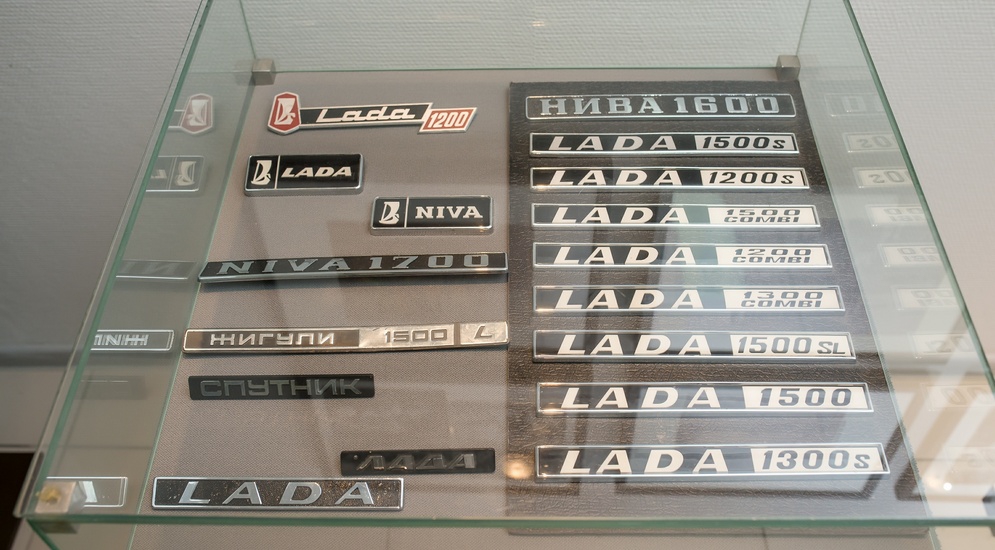 Lada 1200
LADA
NIVA
NIVA 1700
ЖИГУЛИ 1500 L
СПУТНИК
ЛАДА
LADA
НИВА 1600
LADA 1500s
LADA 1200s
LADA 1500 COMBI
LADA 1200 COMBI
LADA 1300 COMBI
LADA 1500 SL
LADA 1500
LADA 1300s